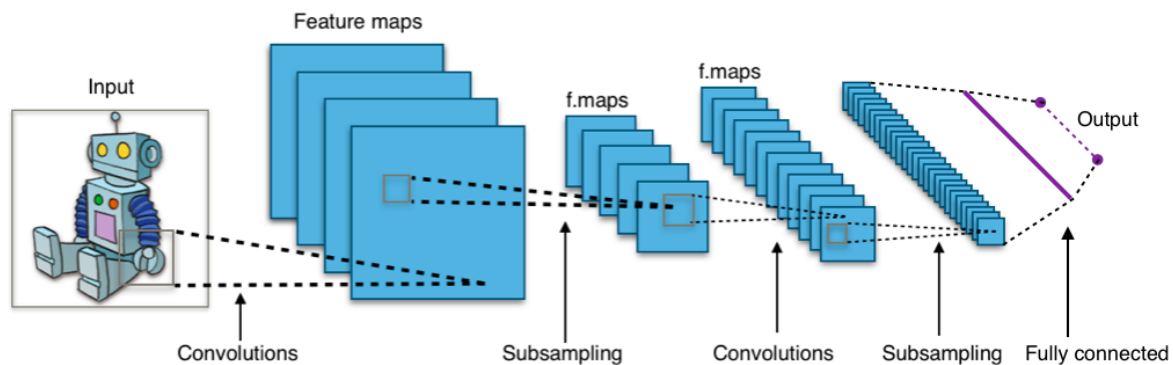 Feature maps
f.maps
Input
f.maps
Output
Convolutions
Subsampling
Convolutions
Subsampling
Fully connected